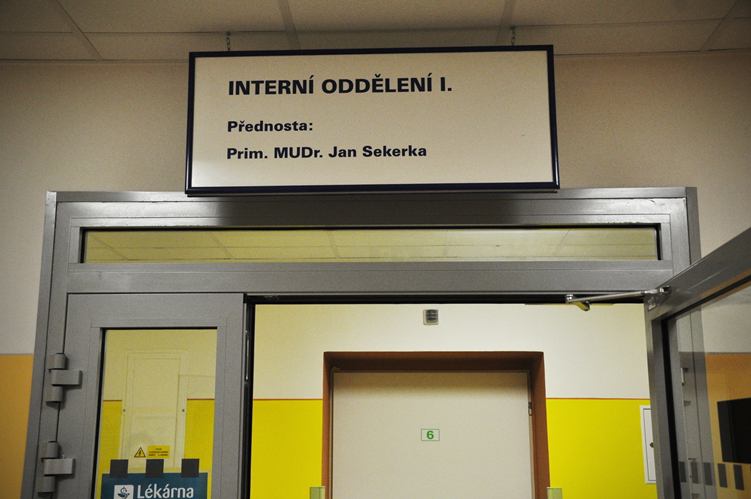 INTERNÍ ODDĚLENÍ I.
Přednosta:
Prim. MUDr. Jan Sekerka
6
Lékárna